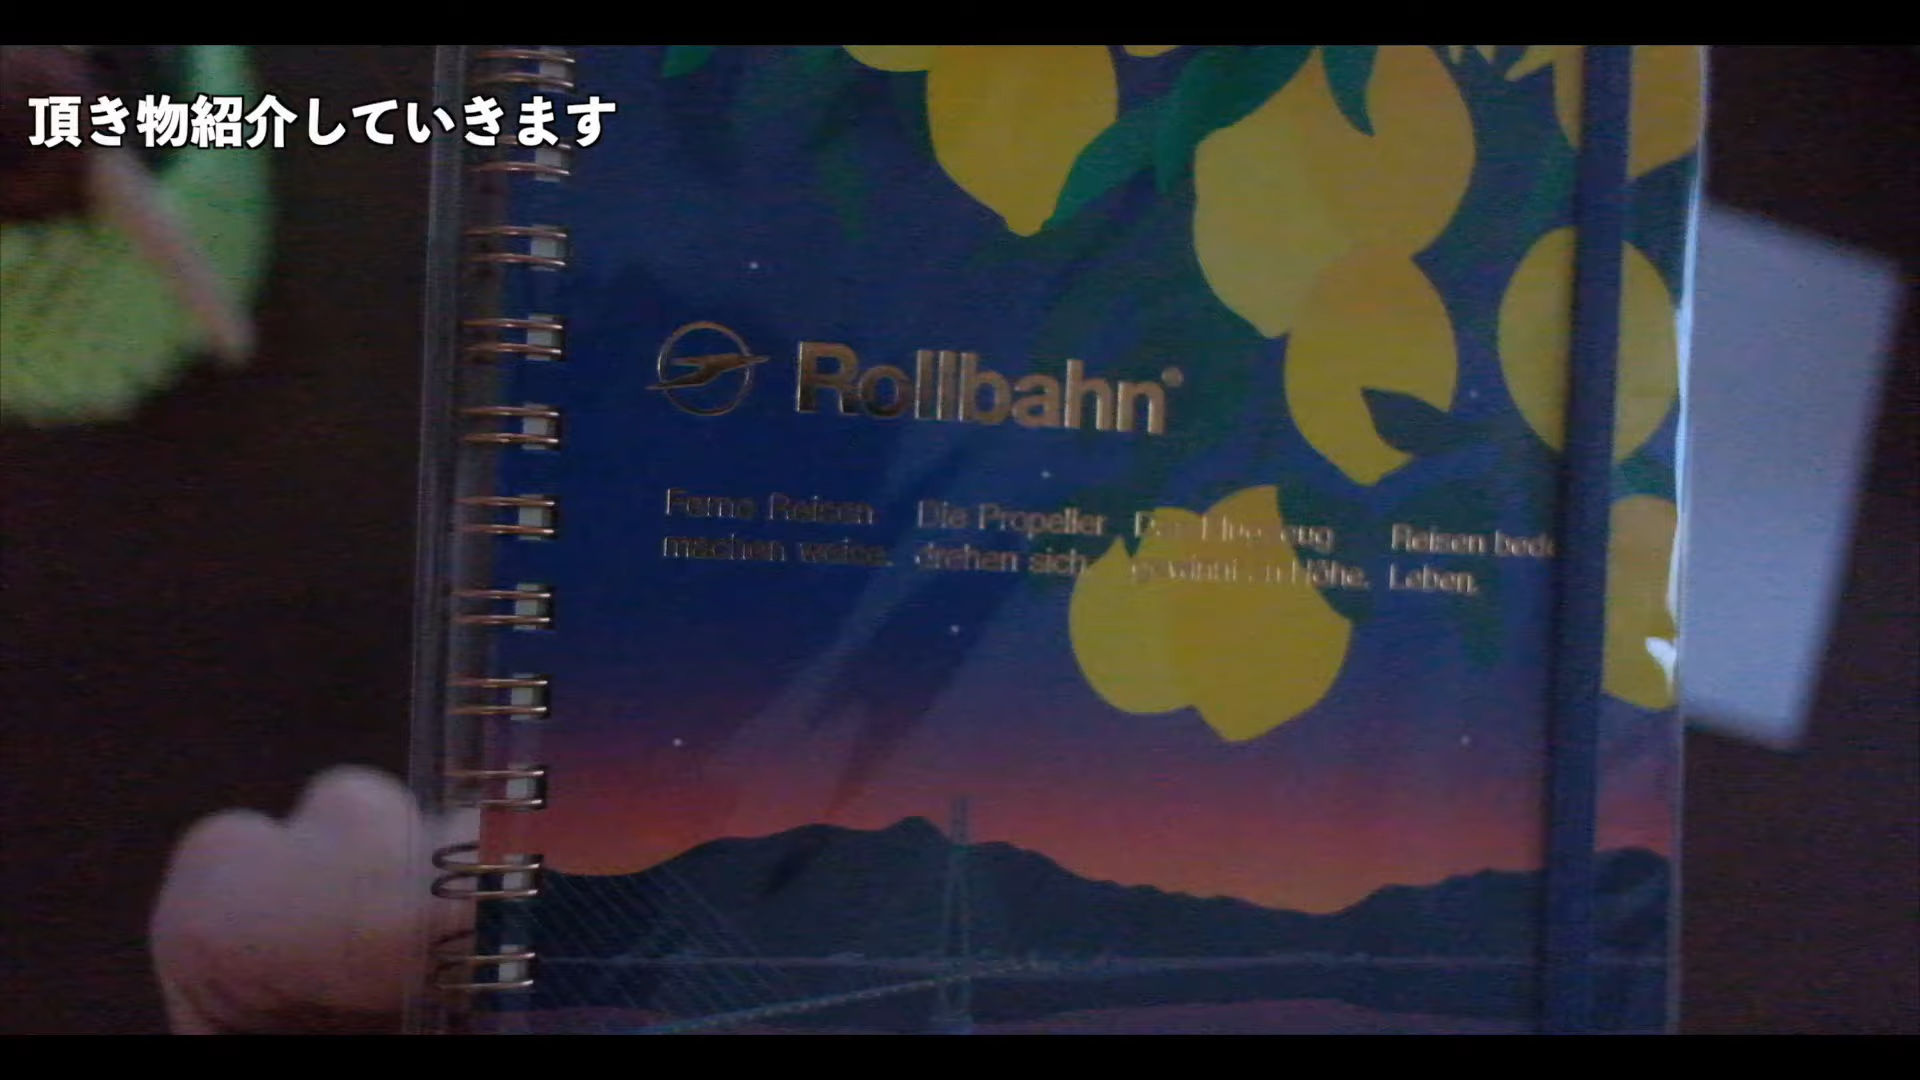 頂き物紹介していきます
Rollbahn®
Ferne Reisen
machen weise.
Die Propeller
drehen sich.
Höhe.
Reisen bede
Leben.